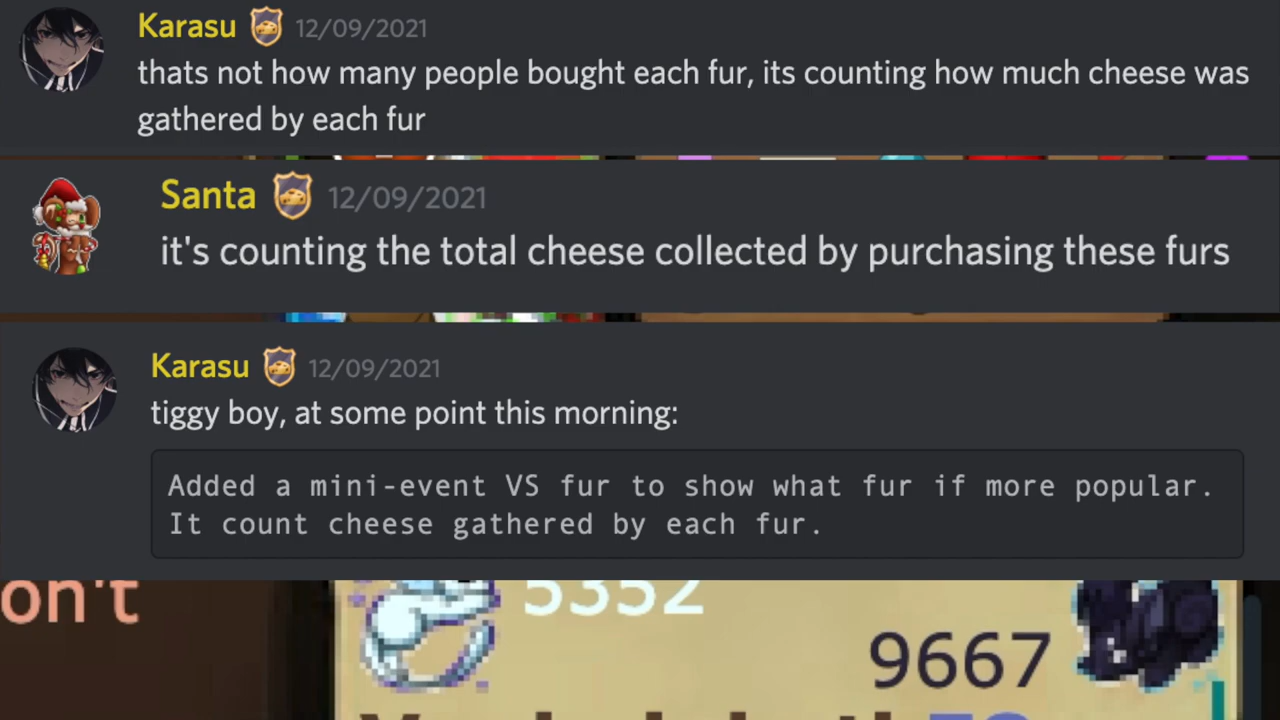 Karasu 12/09/2021
thats not how many people bought each fur, its counting how much cheese was
gathered by each fur
Santa 12/09/2021
it's counting the total cheese collected by purchasing these furs
Karasu 12/09/2021
tiggy boy, at some point this morning:
Added a mini-event VS fur to show what fur if more popular.
It count cheese gathered by each fur.
on't
5352
9667